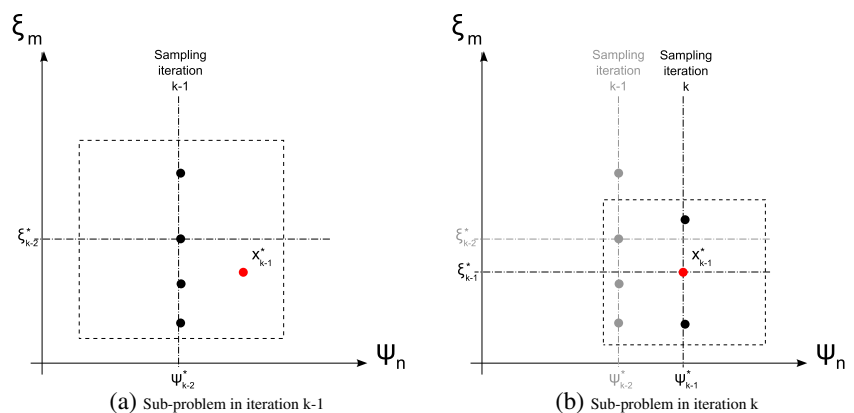 ξm
Sampling
iteration
k-1
ξ*k-2
x*k-1
ψn
ψ*k-2
(a) Sub-problem in iteration k-1
ξm
Sampling
iteration
k-1
Sampling
iteration
k
ξ*k-2
ξ*k-1
x*k-1
ψn
ψ*k-2
ψ*k-1
(b) Sub-problem in iteration k